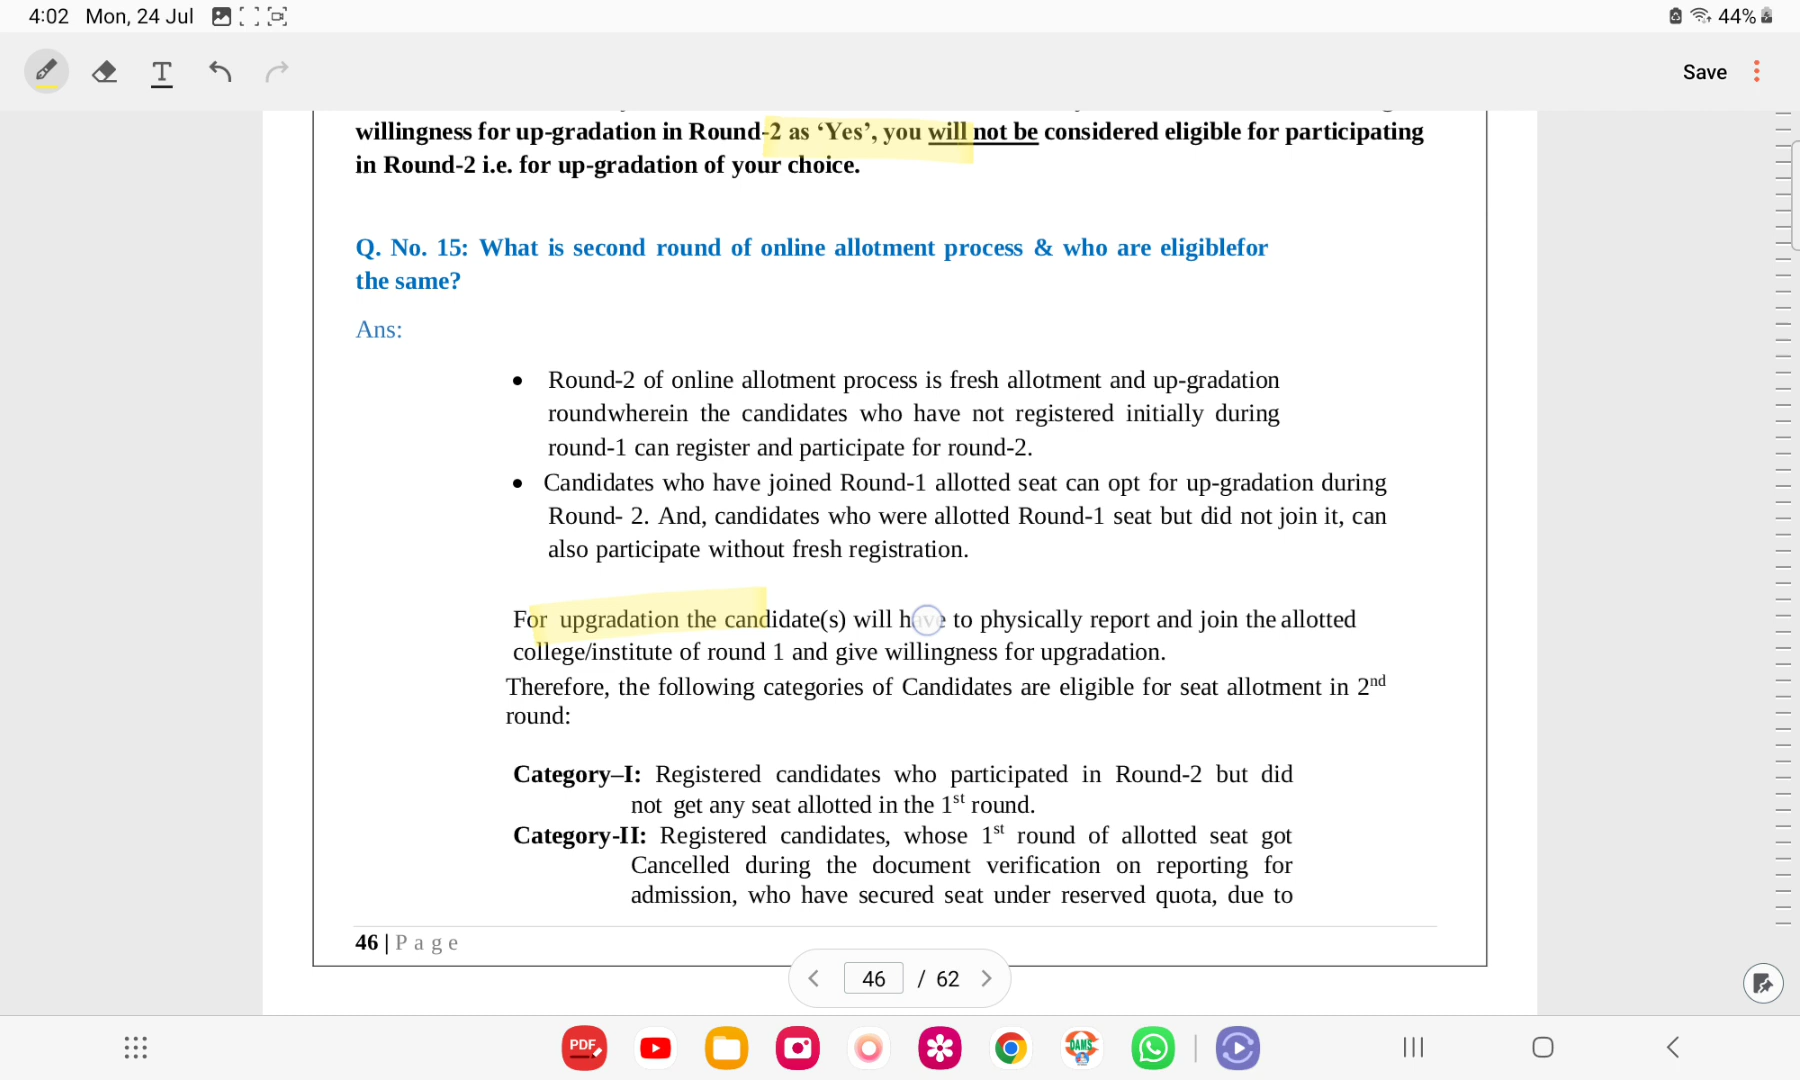 4:02 Mon, 24 Jul 44%
T Save
willingness for up-gradation in Round-2 as ‘Yes’, you will not be considered eligible for participating
in Round-2 i.e. for up-gradation of your choice.
Q. No. 15: What is second round of online allotment process & who are eligiblefor
the same?
Ans:
• Round-2 of online allotment process is fresh allotment and up-gradation
roundwherein the candidates who have not registered initially during
round-1 can register and participate for round-2.
• Candidates who have joined Round-1 allotted seat can opt for up-gradation during
Round- 2. And, candidates who were allotted Round-1 seat but did not join it, can
also participate without fresh registration.
For upgradation the candidate(s) will have to physically report and join the allotted
college/institute of round 1 and give willingness for upgradation.
Therefore, the following categories of Candidates are eligible for seat allotment in 2nd
round:
Category–I: Registered candidates who participated in Round-2 but did
not get any seat allotted in the 1st round.
Category-II: Registered candidates, whose 1st round of allotted seat got
Cancelled during the document verification on reporting for
admission, who have secured seat under reserved quota, due to
46 | Page
46 / 62
PDF DAMS